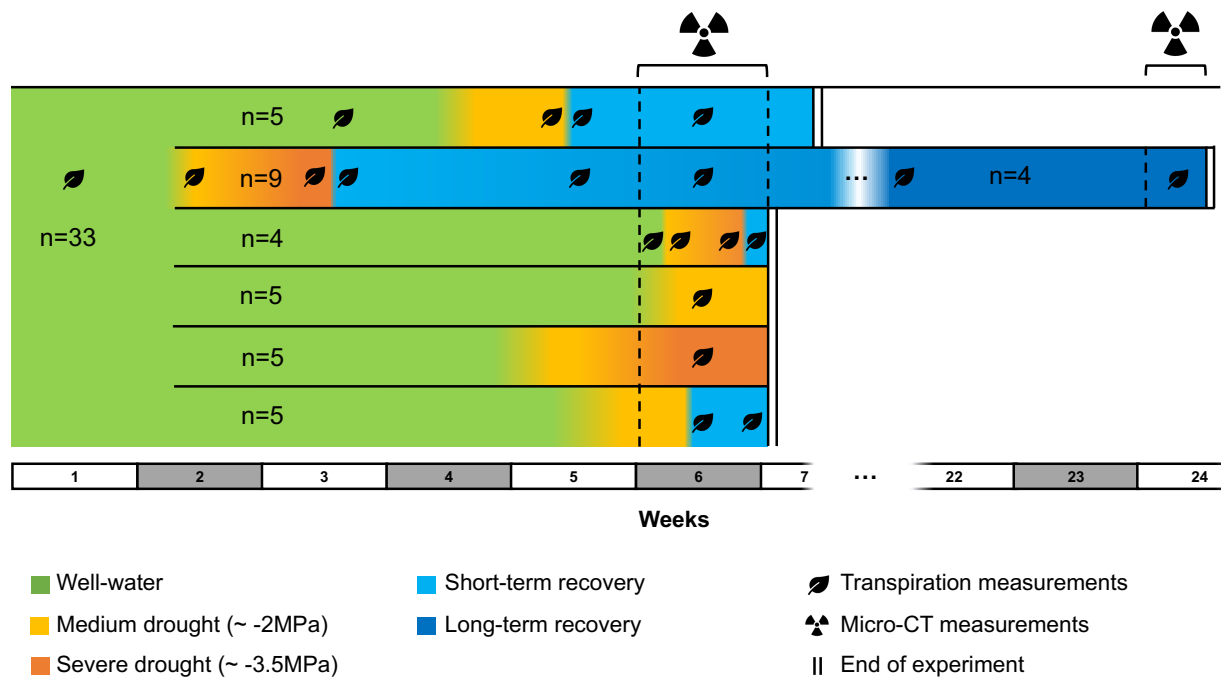 n=5
n=9
...
n=4
n=33
n=4
n=5
n=5
n=5
1 2 3 4 5 6 7 ... 22 23 24
Weeks
Well-water
Short-term recovery
Transpiration measurements
Medium drought (~ -2MPa)
Long-term recovery
Micro-CT measurements
Severe drought (~ -3.5MPa)
End of experiment